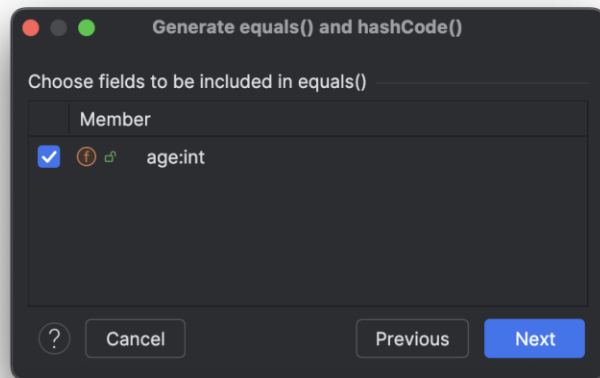 Generate equals() and hashCode()
Choose fields to be included in equals()
Member
f age:int
? Cancel Previous Next